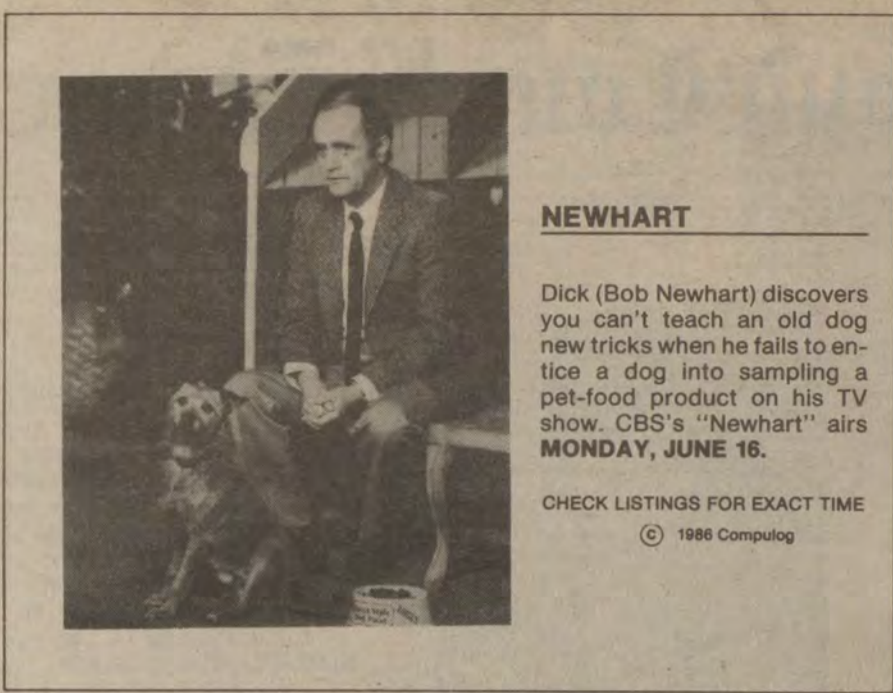 NEWHART
Dick (Bob Newhart) discovers
you can't teach an old dog
new tricks when he fails to en-
tice a dog into sampling a
pet-food product on his TV
show. CBS's "Newhart" airs
MONDAY, JUNE 16.
CHECK LISTINGS FOR EXACT TIME
© 1986 Compulog